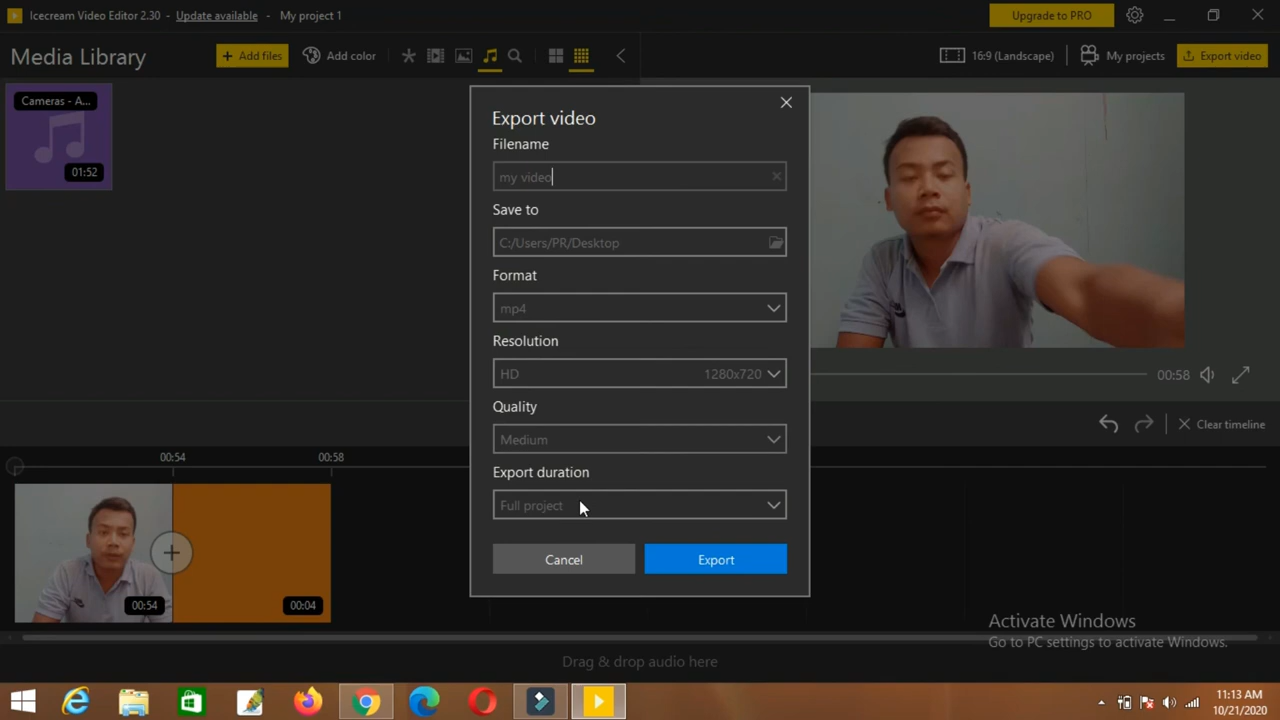 Icecream Video Editor 2.30 - Update available - My project 1
Upgrade to PRO
Media Library
Add files
Add color
16:9 (Landscape)
My projects
Export video
Cameras - A...
01:52
Export video
Filename
my video
Save to
C:/Users/PR/Desktop
Format
mp4
Resolution
HD 1280x720
Quality
Medium
Export duration
Full project
Cancel
Export
00:58
Clear timeline
00:54
00:58
00:54
00:04
Activate Windows
Go to PC settings to activate Windows.
Drag & drop audio here
11:13 AM
10/21/2020